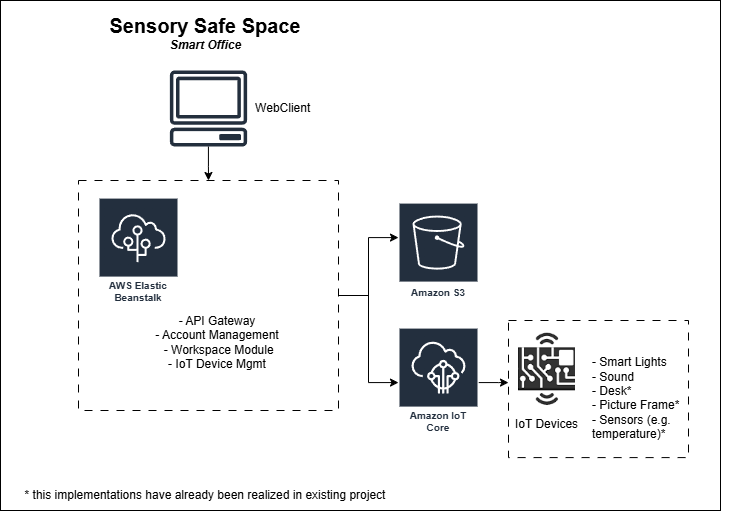 Sensory Safe Space
Smart Office
WebClient
AWS Elastic
Beanstalk
- API Gateway
- Account Management
- Workspace Module
- IoT Device Mgmt
Amazon S3
Amazon IoT
Core
IoT Devices
- Smart Lights
- Sound
- Desk*
- Picture Frame*
- Sensors (e.g.
temperature)*
* this implementations have already been realized in existing project